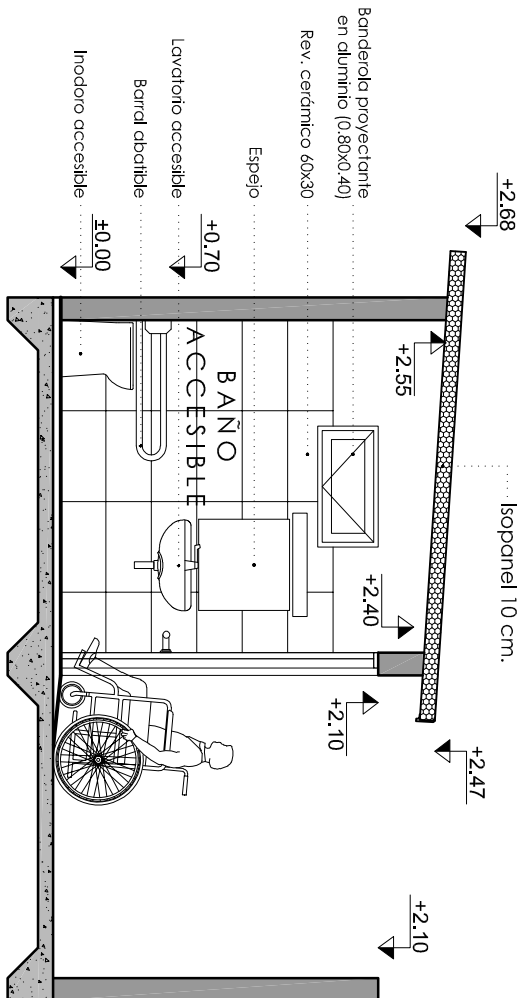 Banderola proyectante
en aluminio (0.80x0.40)
Rev. cerámico 60x30
Espejo
Lavatorio accesible
Barral abatible
Inodoro accesible
+2.68
+0.70
±0.00
+2.55
BAÑO
ACCESIBLE
Isopanel 10 cm.
+2.40
+2.10
+2.47
+2.10